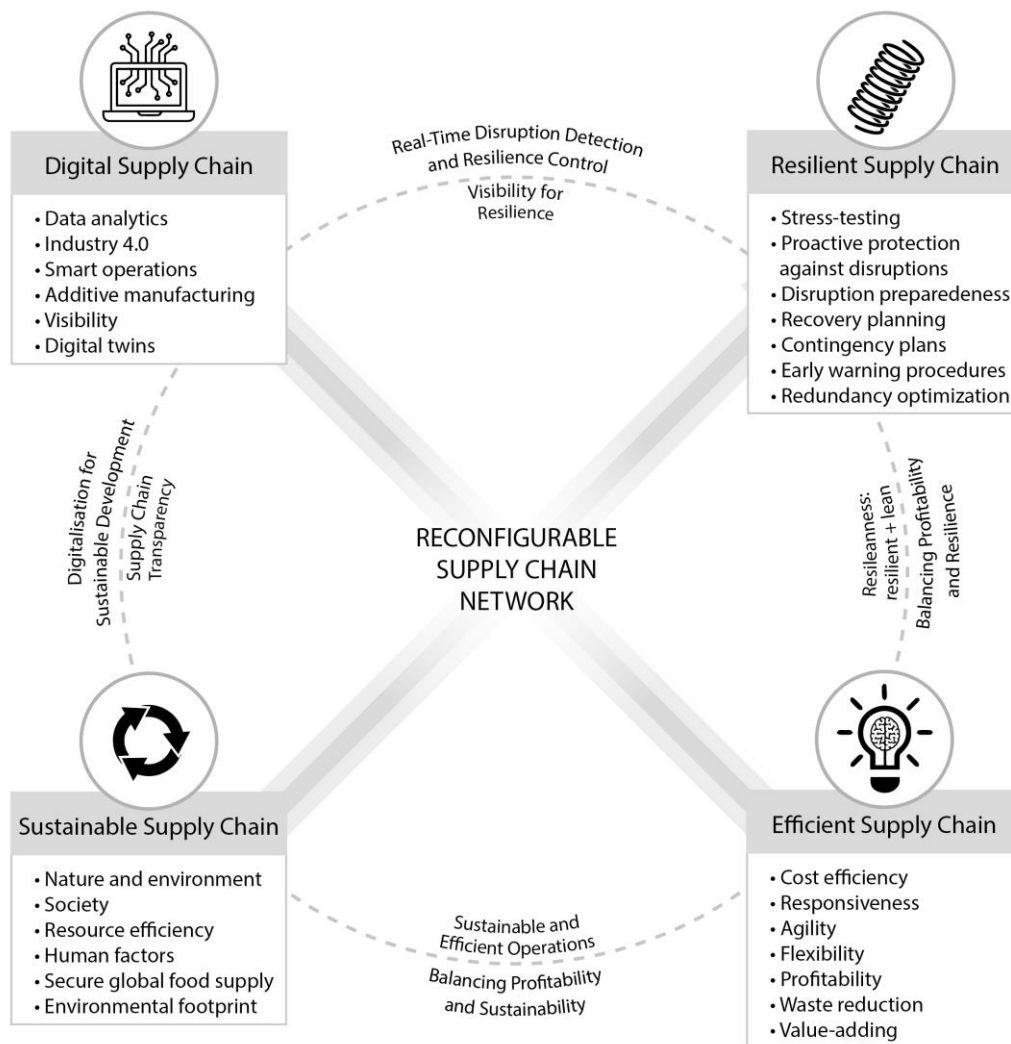 Digital Supply Chain
• Data analytics
• Industry 4.0
• Smart operations
• Additive manufacturing
• Visibility
• Digital twins
Real-Time Disruption Detection
and Resilience Control
Visibility for
Resilience
Resilient Supply Chain
• Stress-testing
• Proactive protection
against disruptions
• Disruption preparedeness
• Recovery planning
• Contingency plans
• Early warning procedures
• Redundancy optimization
Digitalisation for
Sustainable Development
Supply Chain
Transparency
RECONFIGURABLE
SUPPLY CHAIN
NETWORK
Resileanness:
resilient + lean
Balancing Profitability
and Resilience
Sustainable Supply Chain
• Nature and environment
• Society
• Resource efficiency
• Human factors
• Secure global food supply
• Environmental footprint
Sustainable and
Efficient Operations
Balancing Profitability
and Sustainability
Efficient Supply Chain
• Cost efficiency
• Responsiveness
• Agility
• Flexibility
• Profitability
• Waste reduction
• Value-adding